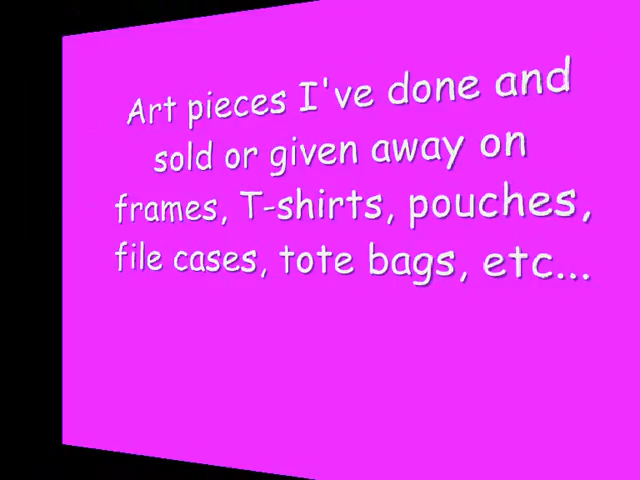 Art pieces I've done and
sold or given away on
frames, T-shirts, pouches,
file cases, tote bags, etc...